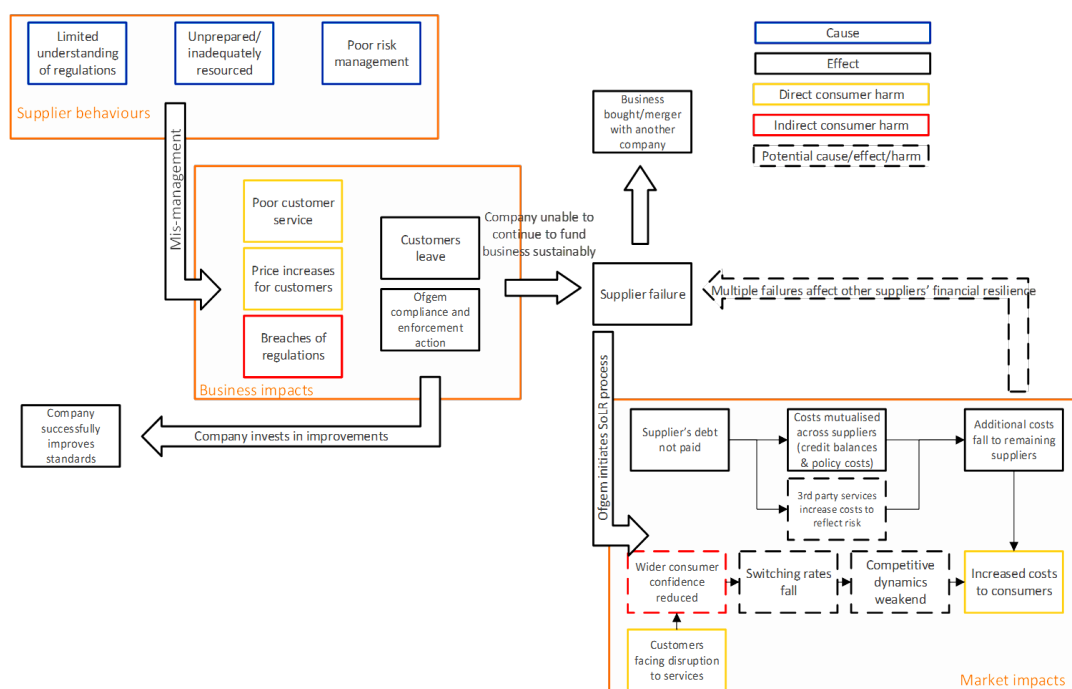 Limited
understanding
of regulations
Unprepared/
inadequately
resourced
Poor risk
management
Supplier behaviours
Cause
Effect
Direct consumer harm
Indirect consumer harm
Potential cause/effect/harm
Business
bought/merger
with another
company
Mis-management
Poor customer
service
Price increases
for customers
Breaches of
regulations
Customers
leave
Ofgem
compliance and
enforcement
action
Business impacts
Company unable to
continue to fund
business sustainably
Supplier failure
Multiple failures affect other suppliers' financial resilience
Company
successfully
improves
standards
Company invests in improvements
Ofgem initiates SoLR process
Supplier's debt
not paid
Costs mutualised
across suppliers
(credit balances
& policy costs)
Additional costs
fall to remaining
suppliers
3rd party services
increase costs to
reflect risk
Wider consumer
confidence
reduced
Switching rates
fall
Competitive
dynamics
weakend
Increased costs
to consumers
Customers
facing disruption
to services
Market impacts